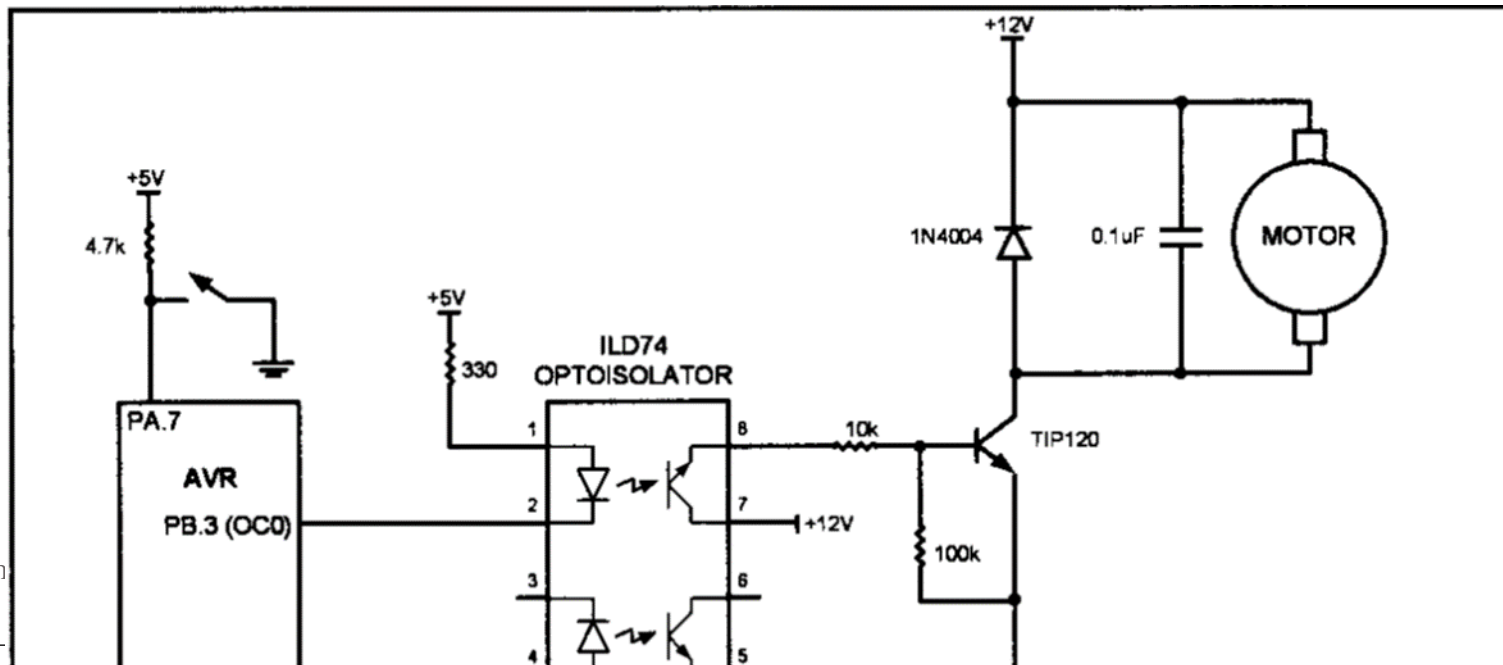 +12V
+5V
4.7k
1N4004
0.1uF
MOTOR
+5V
330
ILD74
OPTOISOLATOR
PA.7
1
8
10k
TIP120
AVR
2
7
PB.3 (OC0)
+12V
100k
3
6
4
5